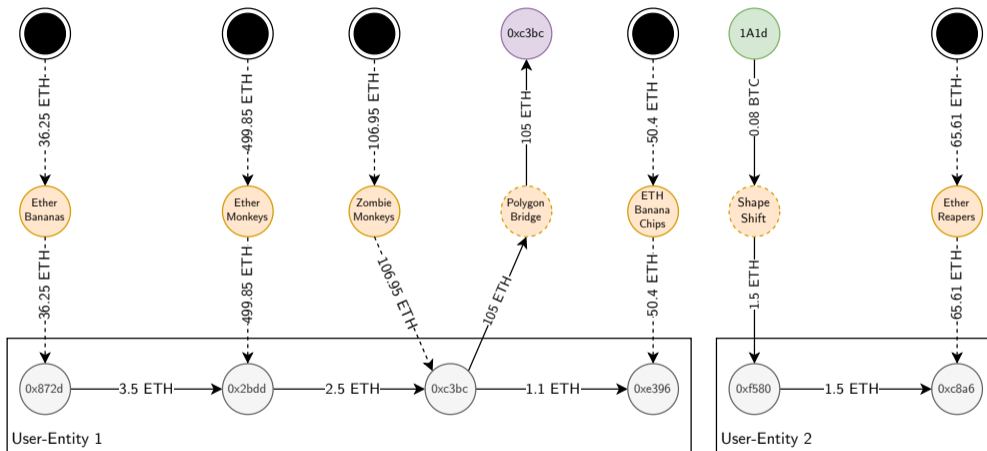 0xc3bc
1A1d
36.25 ETH
499.85 ETH
106.95 ETH
105 ETH
50.4 ETH
0.08 BTC
65.61 ETH
Ether
Bananas
Ether
Monkeys
Zombie
Monkeys
Polygon
Bridge
ETH
Banana
Chips
Shape
Shift
Ether
Reapers
36.25 ETH
499.85 ETH
106.95 ETH
105 ETH
50.4 ETH
1.5 ETH
65.61 ETH
0x872d
3.5 ETH
0x2bdd
2.5 ETH
0xc3bc
1.1 ETH
0xe396
0xf580
1.5 ETH
0xc8a6
User-Entity 1
User-Entity 2